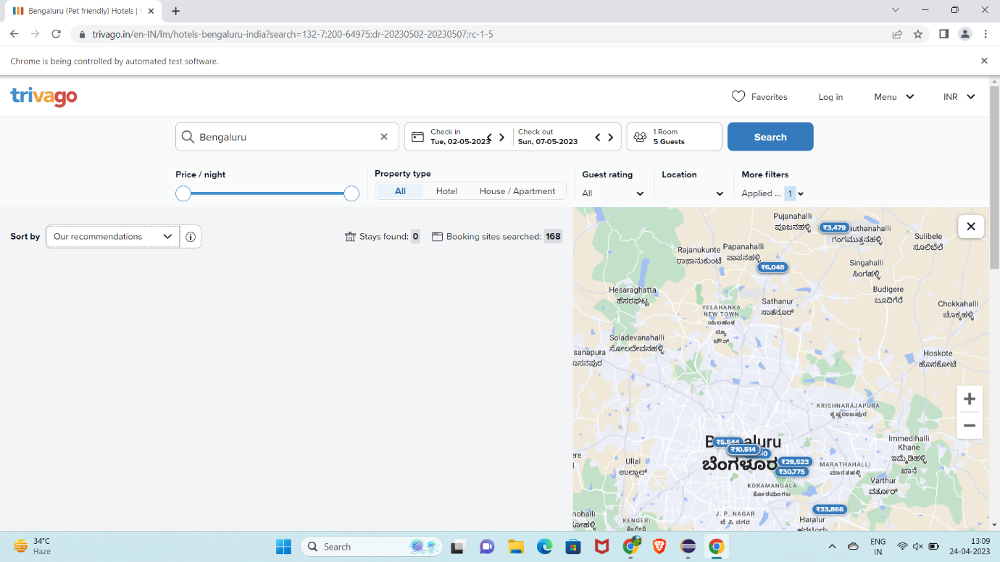 Bengaluru (Pet friendly) Hotels |
trivago.in/en-IN/lm/hotels-bengaluru-india?search=132-7;200-64975;dr-20230502-20230507;rc-1-5
Chrome is being controlled by automated test software.
trivago
Favorites
Log in
Menu
INR
Bengaluru
Check in
Tue, 02-05-2023
Check out
Sun, 07-05-2023
1 Room
5 Guests
Search
Price / night
Property type
All
Hotel
House / Apartment
Guest rating
All
Location
More filters
Applied ... 1
Sort by
Our recommendations
Stays found: 0
Booking sites searched: 168
Pujanahalli
ಪೂಜನಹಳ್ಳಿ
₹3,479
uthanahalli
ಗಂಗಮುತ್ತನಹಳ್ಳಿ
Sulibele
ಸೂಲಿಬೆಲೆ
Rajanukunte
ರಾಜಾನುಕುಂಟೆ
Papanahalli
ಪಾಪನಹಳ್ಳಿ
₹6,048
Singahalli
ಸಿಂಗಹಳ್ಳಿ
Hesaraghatta
ಹೆಸರಘಟ್ಟ
Budigere
ಬೂದಿಗೆರೆ
Sathanur
ಸಾತನೂರ್
Chokkahalli
ಚೊಕ್ಕಹಳ್ಳಿ
YELAHANKA
NEW TOWN
ಯಲಹಂಕ
ನ್ಯೂ
ಟೌನ್
Soladevanahalli
ಸೋಲದೇವನಹಳ್ಳಿ
sanapura
ಾಸನಪುರ
Hoskote
ಹೊಸಕೋಟೆ
KRISHNARAJAPURA
ಕೃಷ್ಣರಾಜಪುರ
Bengaluru
ಬೆಂಗಳೂರು
₹5,544
₹10,514
₹29,523
₹30,775
Immedihalli
Khane
ಇಮ್ಮೆಡಿಹಳ್ಳಿ
ಖಾನೆ
ere
Ullal
ಉಲ್ಲಾಳ್
MARATHAHALLI
ಮಾರತಹಳ್ಳಿ
KORAMANGALA
ಕೋರಮಂಗಲ
Varthur
ವರ್ತೂರ್
₹33,866
nohalli
ೋಹಳ್ಳಿ
KENGERI
ಕೆಂಗೇರಿ
J. P. NAGAR
ಜೆ ಪಿ ನಗರ
Haralur
ಹರಳೂರು
34°C
Haze
Search
ENG
IN
13:09
24-04-2023